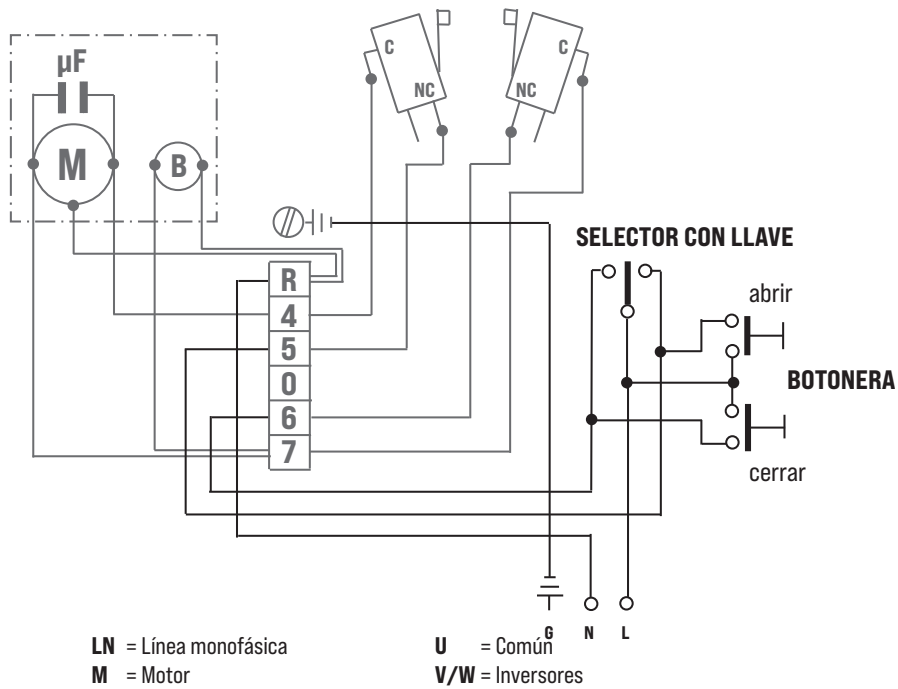 µF
M
B
C
NC
C
NC
R
4
5
0
6
7
SELECTOR CON LLAVE
abrir
BOTONERA
cerrar
G N L
LN = Línea monofásica
M = Motor
U = Común
V/W = Inversores